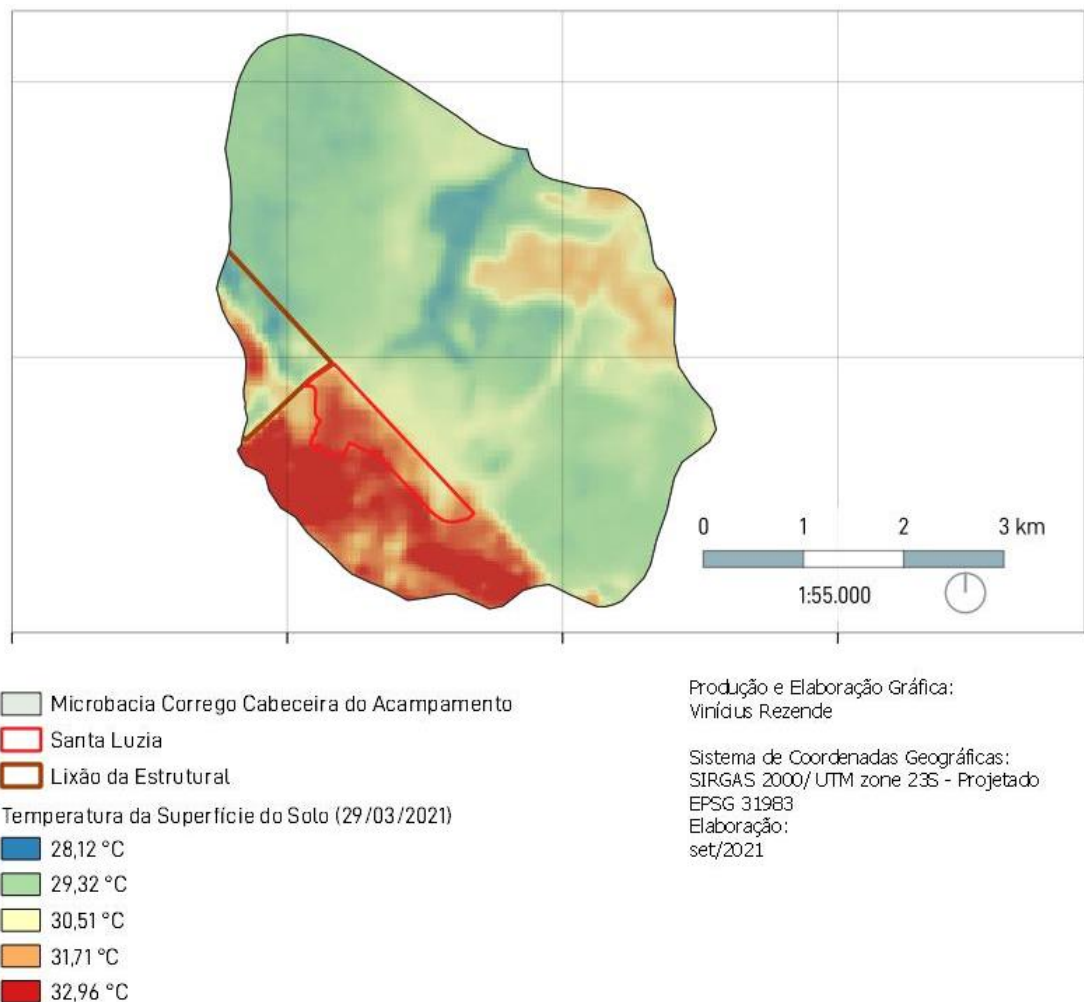 0 1 2 3 km
1:55.000
Microbacia Corrego Cabeceira do Acampamento
Santa Luzia
Lixão da Estrutural
Temperatura da Superfície do Solo (29/03/2021)
28,12 °C
29,32 °C
30,51 °C
31,71 °C
32,96 °C
Produção e Elaboração Gráfica:
Vinícius Rezende
Sistema de Coordenadas Geográficas:
SIRGAS 2000/ UTM zone 23S - Projetado
EPSG 31983
Elaboração:
set/2021